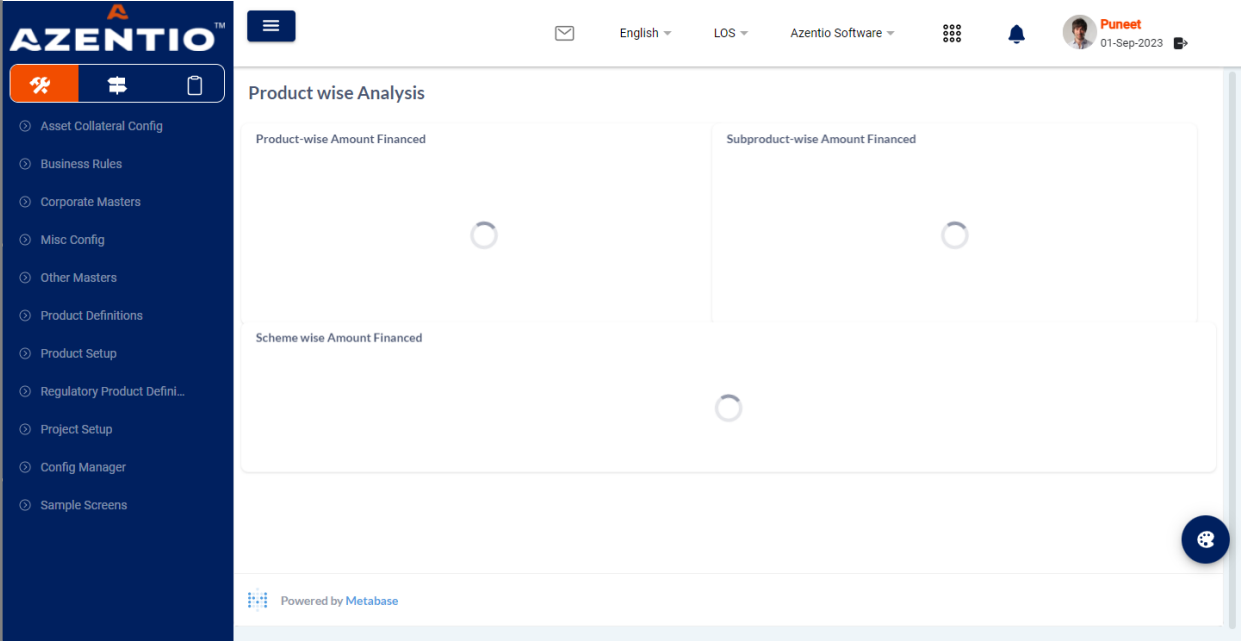 AZENTIO™
English
LOS
Azentio Software
Puneet
01-Sep-2023
Asset Collateral Config
Business Rules
Corporate Masters
Misc Config
Other Masters
Product Definitions
Product Setup
Regulatory Product Defini...
Project Setup
Config Manager
Sample Screens
Product wise Analysis
Product-wise Amount Financed
Subproduct-wise Amount Financed
Scheme wise Amount Financed
Powered by Metabase